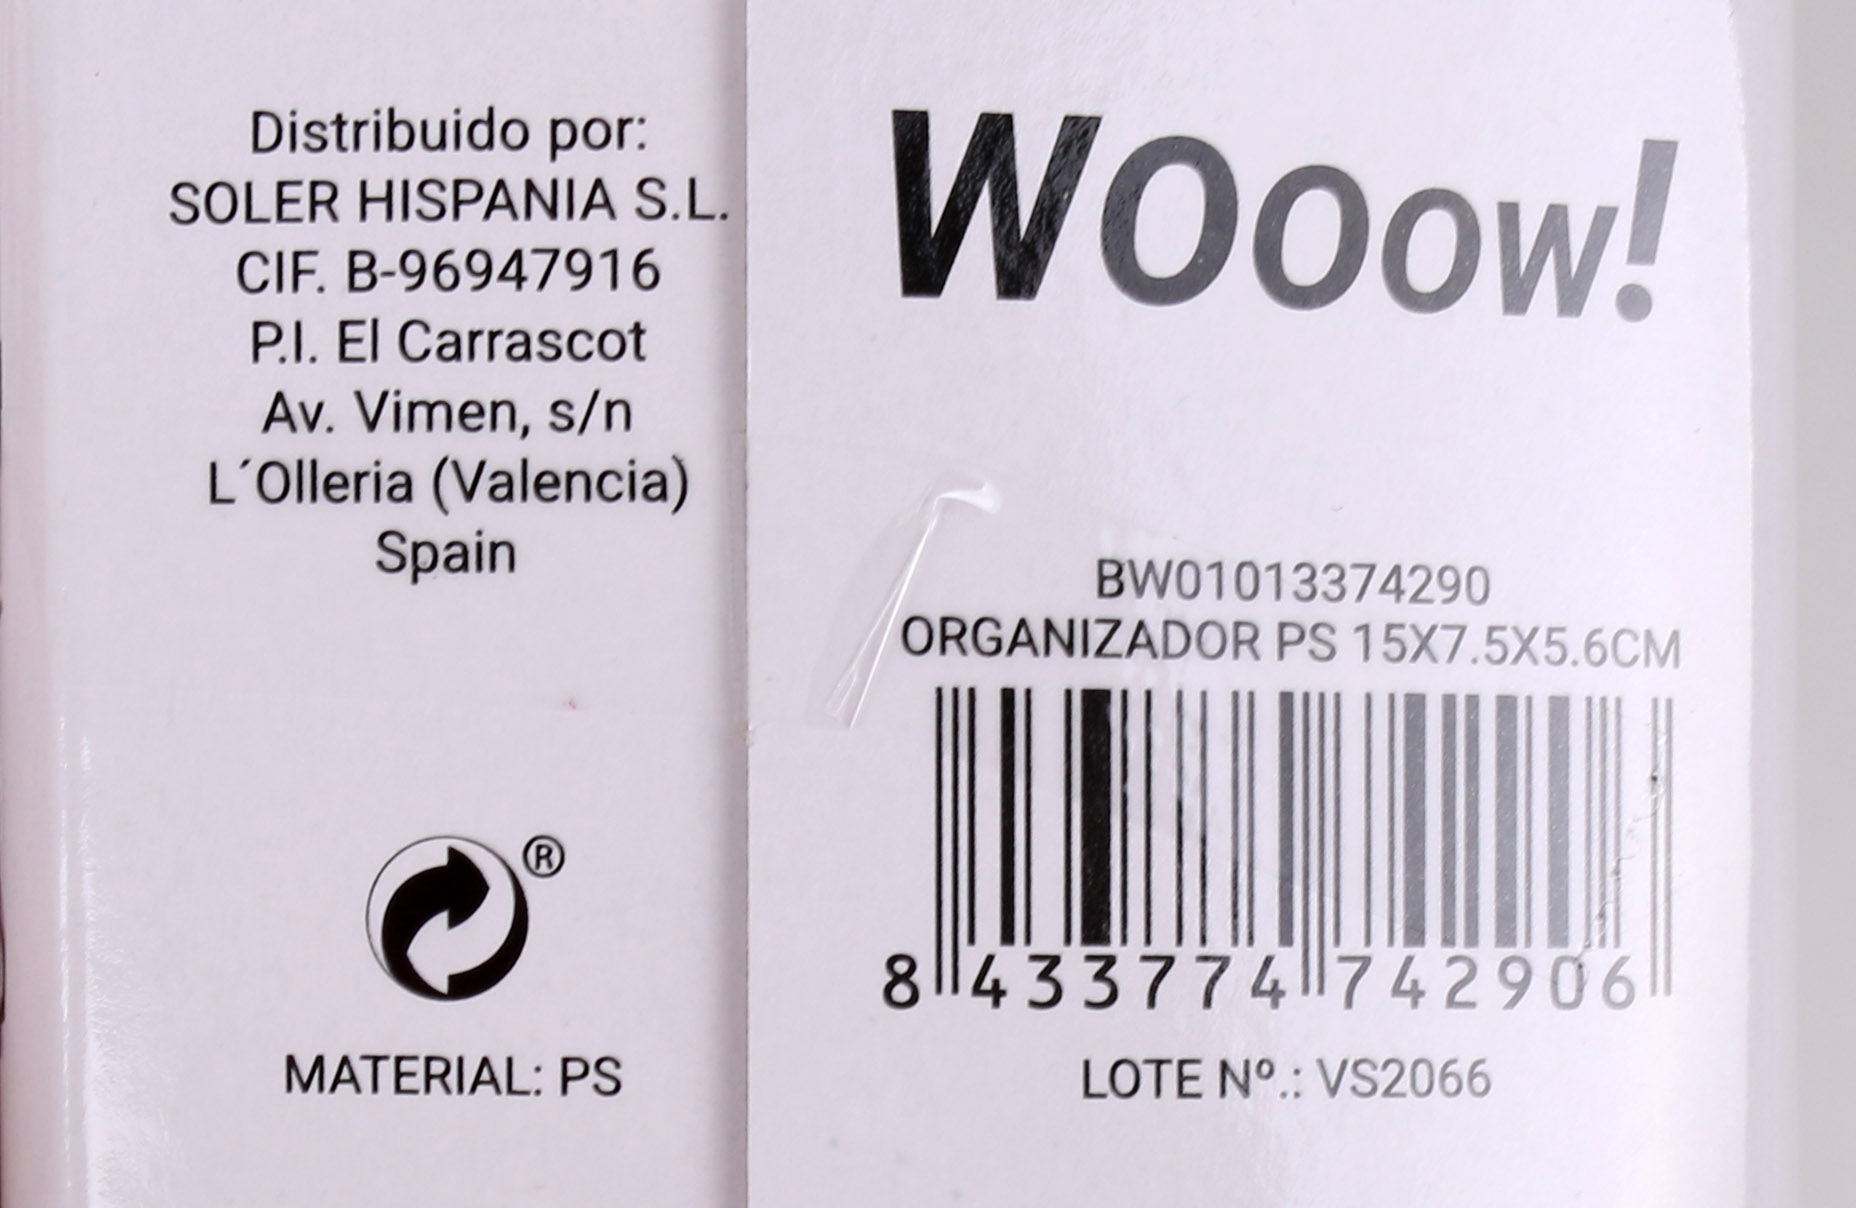 Distribuido por:
SOLER HISPANIA S.L.
CIF. B-96947916
P.I. El Carrascot
Av. Vimen, s/n
L´Olleria (Valencia)
Spain
®
MATERIAL: PS
WOoow!
BW01013374290
ORGANIZADOR PS 15X7.5X5.6CM
8 433774 742906
LOTE Nº.: VS2066